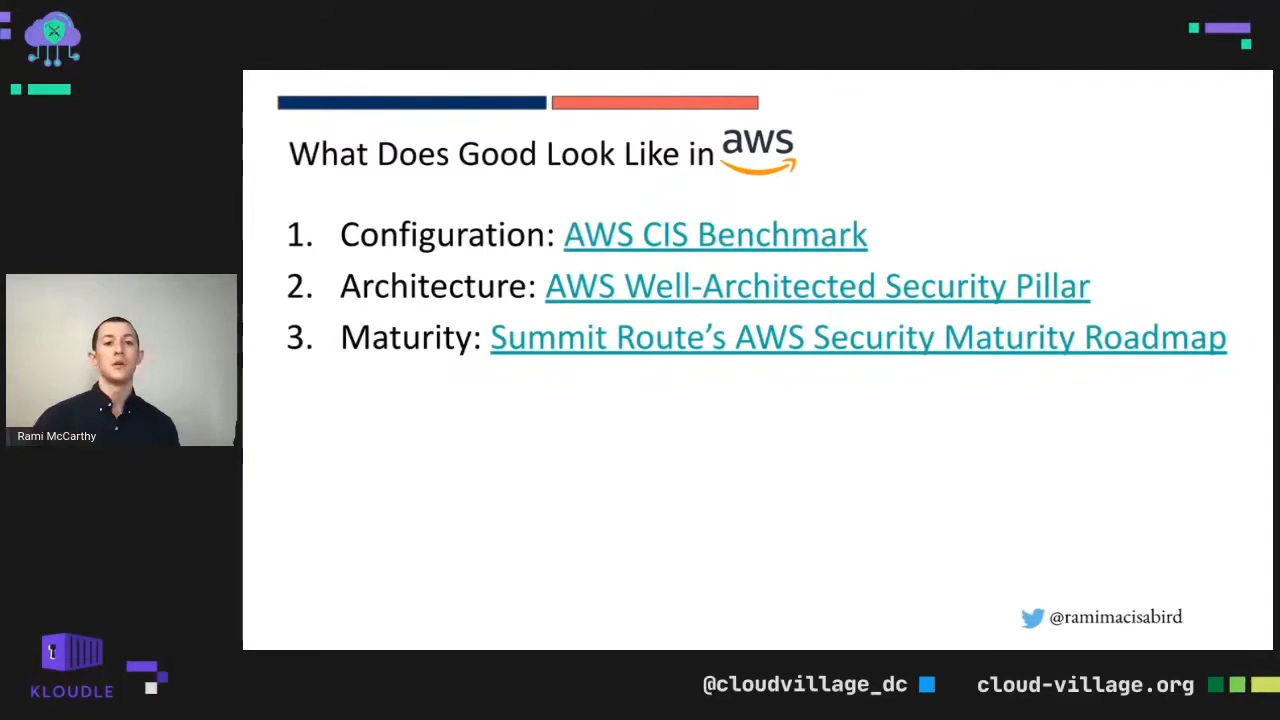 What Does Good Look Like in aws
1. Configuration: AWS CIS Benchmark
2. Architecture: AWS Well-Architected Security Pillar
3. Maturity: Summit Route’s AWS Security Maturity Roadmap
Rami McCarthy
@ramimacisabird
KLOUDLE
@cloudvillage_dc
cloud-village.org